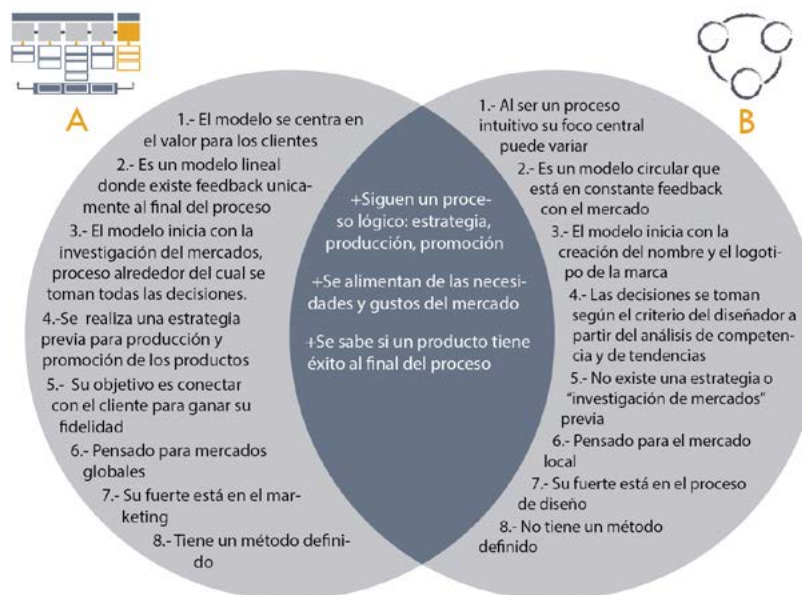 A
1.- El modelo se centra en
el valor para los clientes
2.- Es un modelo lineal
donde existe feedback unica-
mente al final del proceso
3.- El modelo inicia con la
investigación del mercados,
proceso alrededor del cual se
toman todas las decisiones.
4.-Se realiza una estrategia
previa para producción y
promoción de los productos
5.- Su objetivo es conectar
con el cliente para ganar su
fidelidad
6.- Pensado para mercados
globales
7.- Su fuerte está en el mar-
keting
8.- Tiene un método defini-
do
+Siguen un proce-
so lógico: estrategia,
producción, promoción
+Se alimentan de las necesi-
dades y gustos del mercado
+Se sabe si un producto tiene
éxito al final del proceso
B
1.- Al ser un proceso
intuitivo su foco central
puede variar
2.- Es un modelo circular que
está en constante feedback
con el mercado
3.- El modelo inicia con la
creación del nombre y el logoti-
po de la marca
4.- Las decisiones se toman
según el criterio del diseñador a
partir del análisis de competen-
cia y de tendencias
5.- No existe una estrategia o
“investigación de mercados”
previa
6.- Pensado para el mercado
local
7.- Su fuerte está en el proceso
de diseño
8.- No tiene un método
definido